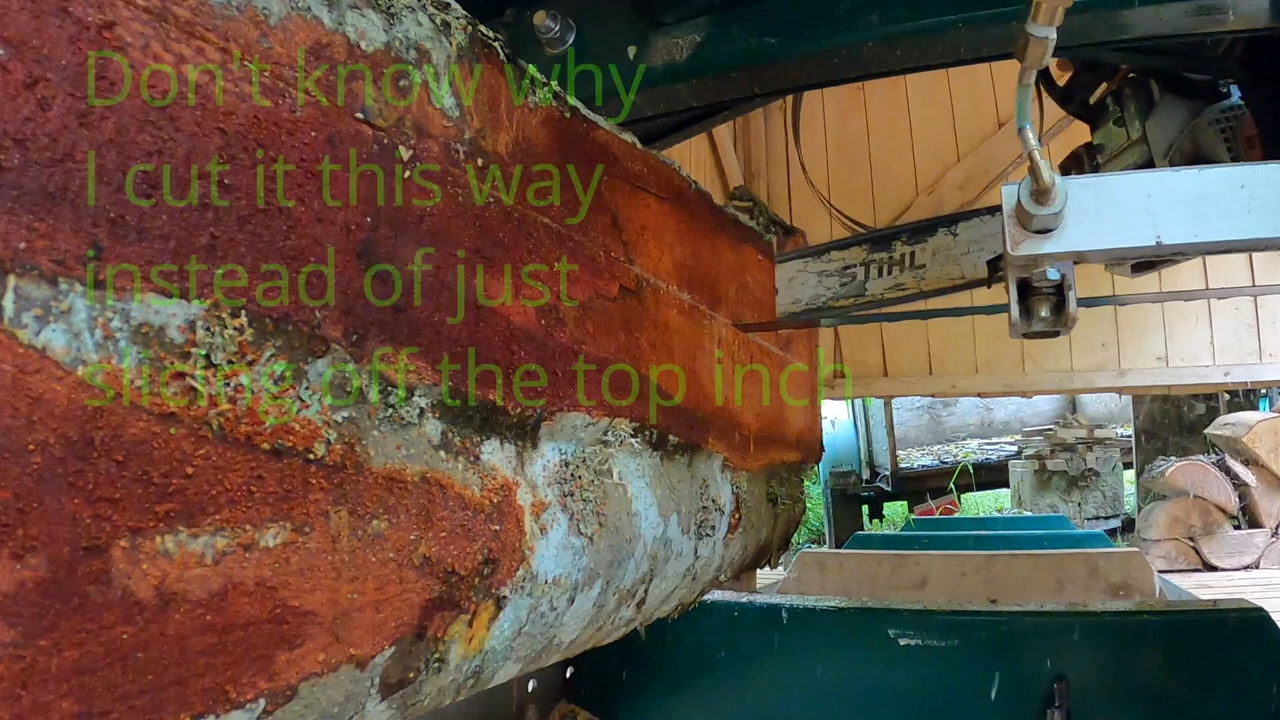 Don't know why
I cut it this way
instead of just
slicing off the top inch
STIHL